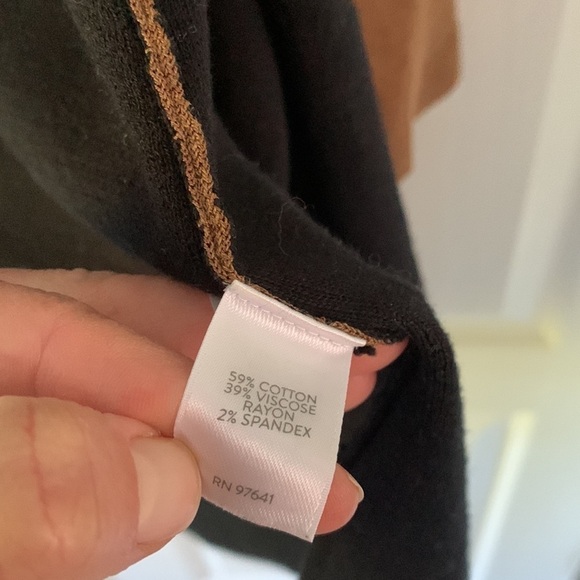 59% COTTON
39% VISCOSE
RAYON
2% SPANDEX
RN 97641